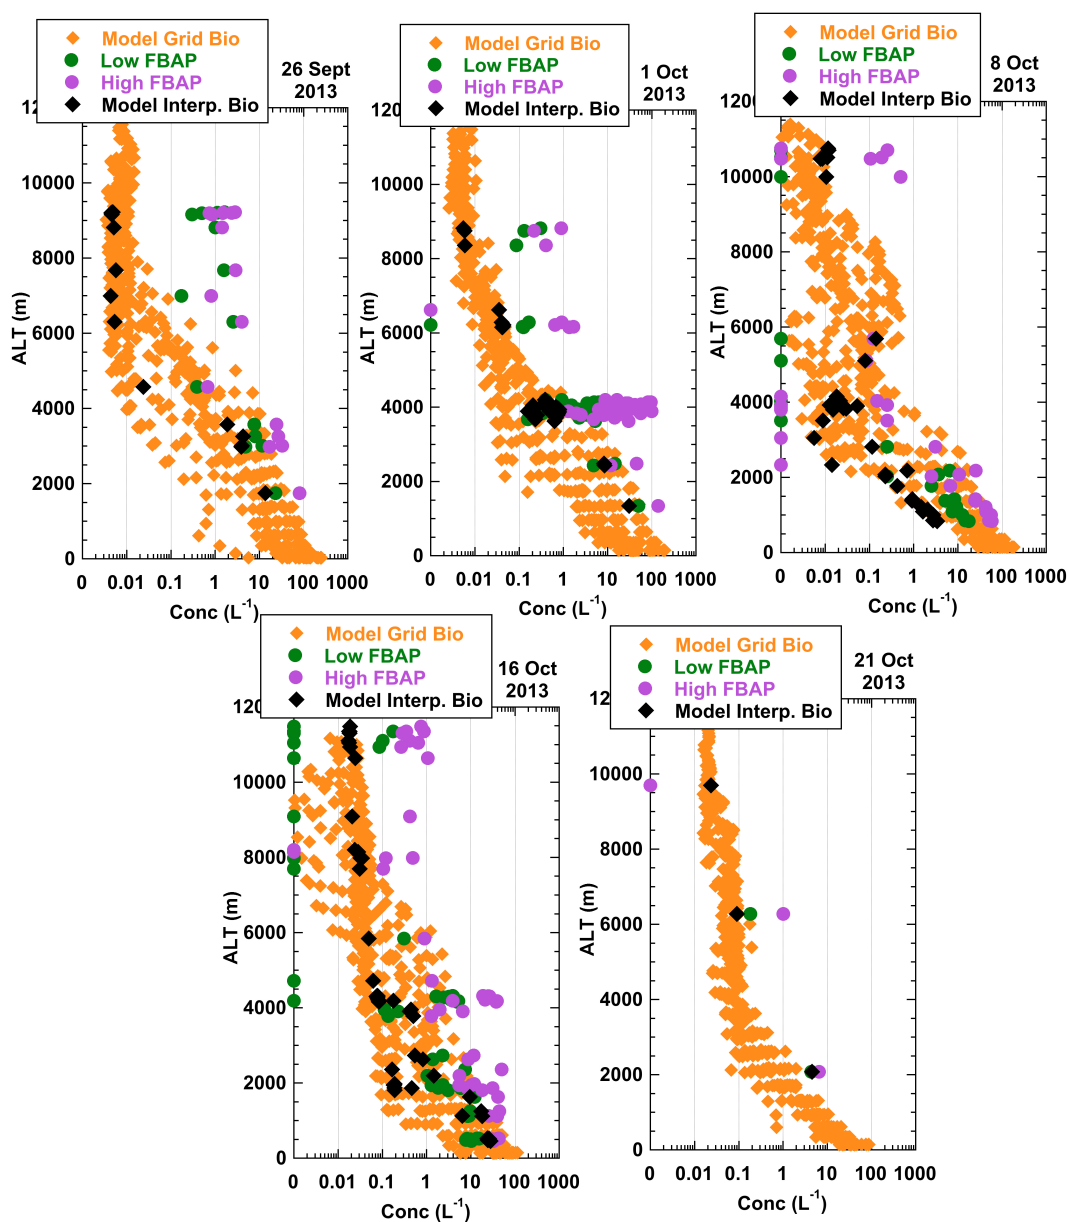 Model Grid Bio
Low FBAP
High FBAP
Model Interp. Bio
26 Sept
2013
12
10000
8000
6000
4000
2000
0
ALT (m)
0 0.01 0.1 1 10 100 1000
Conc (L⁻¹)
Model Grid Bio
Low FBAP
High FBAP
Model Interp. Bio
1 Oct
2013
12
10000
8000
6000
4000
2000
0
ALT (m)
0 0.01 0.1 1 10 100 1000
Conc (L⁻¹)
Model Grid Bio
Low FBAP
High FBAP
Model Interp Bio
8 Oct
2013
1200
10000
8000
6000
4000
2000
0
ALT (m)
0 0.01 0.1 1 10 100 1000
Conc (L⁻¹)
Model Grid Bio
Low FBAP
High FBAP
Model Interp. Bio
16 Oct
2013
12
10000
8000
6000
4000
2000
0
ALT (m)
0 0.01 0.1 1 10 100 1000
Conc (L⁻¹)
Model Grid Bio
Low FBAP
High FBAP
Model Interp. Bio
21 Oct
2013
12
10000
8000
6000
4000
2000
0
ALT (m)
0 0.01 0.1 1 10 100 1000
Conc (L⁻¹)